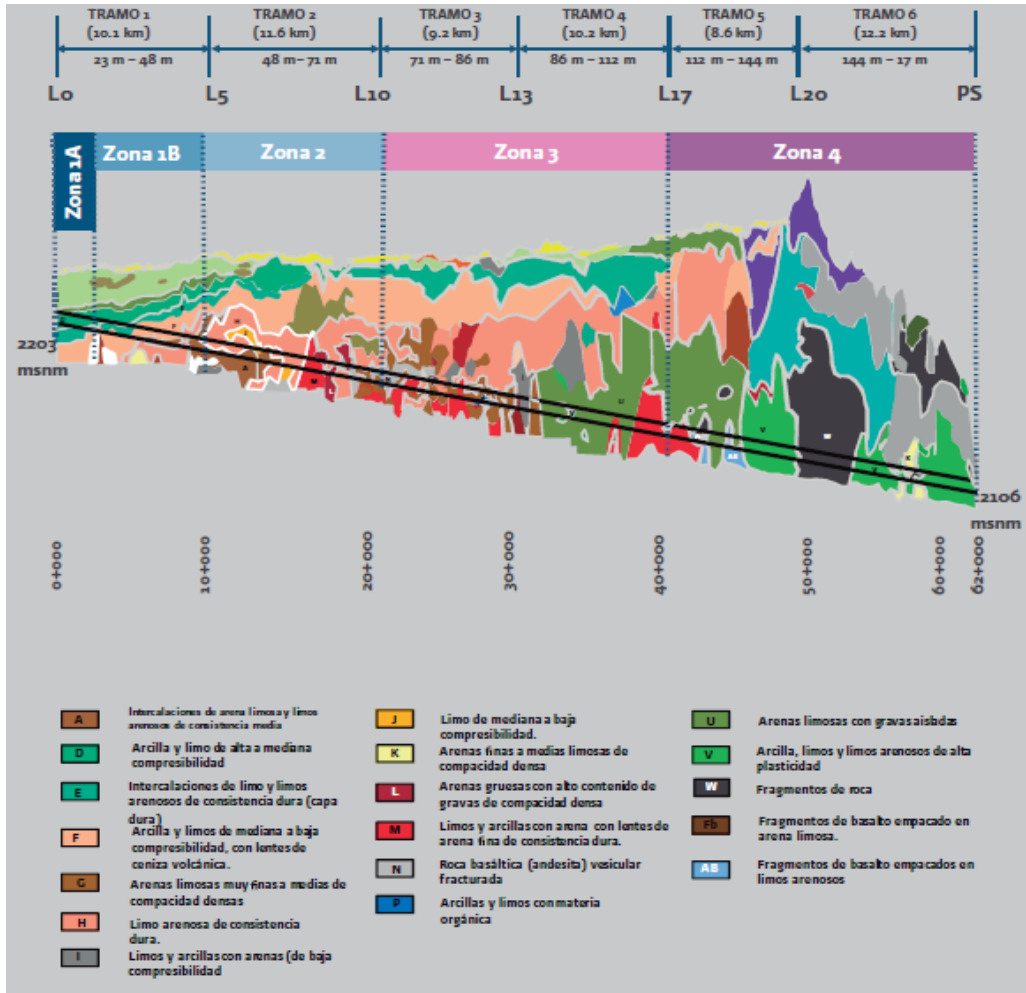 TRAMO 1 TRAMO 2 TRAMO 3 TRAMO 4 TRAMO 5 TRAMO 6
(10.1 km) (11.6 km) (9.2 km) (10.2 km) (8.6 km) (12.2 km)
23 m – 48 m 48 m– 71 m 71 m – 86 m 86 m – 112 m 112 m – 144 m 144 m – 17 m
L0 L5 L10 L13 L17 L20 PS
Zona 1A
Zona 1B Zona 2 Zona 3 Zona 4
2203
msnm
2106
msnm
0+000 10+000 20+000 30+000 40+000 50+000 60+000 62+000
A Intercalaciones de arena limosa y limos
arenosos de consistencia media
D Arcilla y limo de alta a mediana
compresibilidad
E Intercalaciones de limo y limos
arenosos de consistencia dura (capa
dura)
F Arcilla y limos de mediana a baja
compresibilidad, con lentes de
ceniza volcánica.
G Arenas limosas muy finas a medias de
compacidad densas
H Limo arenosa de consistencia
dura.
I Limos y arcillas con arenas (de baja
compresibilidad
J Limo de mediana a baja
compresibilidad.
K Arenas finas a medias limosas de
compacidad densa
L Arenas gruesas con alto contenido de
gravas de compacidad densa
M Limos y arcillas con arena con lentes de
arena fina de consistencia dura.
N Roca basáltica (andesita) vesicular
fracturada
P Arcillas y limos con materia
orgánica
U Arenas limosas con gravas aisladas
V Arcilla, limos y limos arenosos de alta
plasticidad
W Fragmentos de roca
Fb Fragmentos de basalto empacado en
arena limosa.
AB Fragmentos de basalto empacados en
limos arenosos